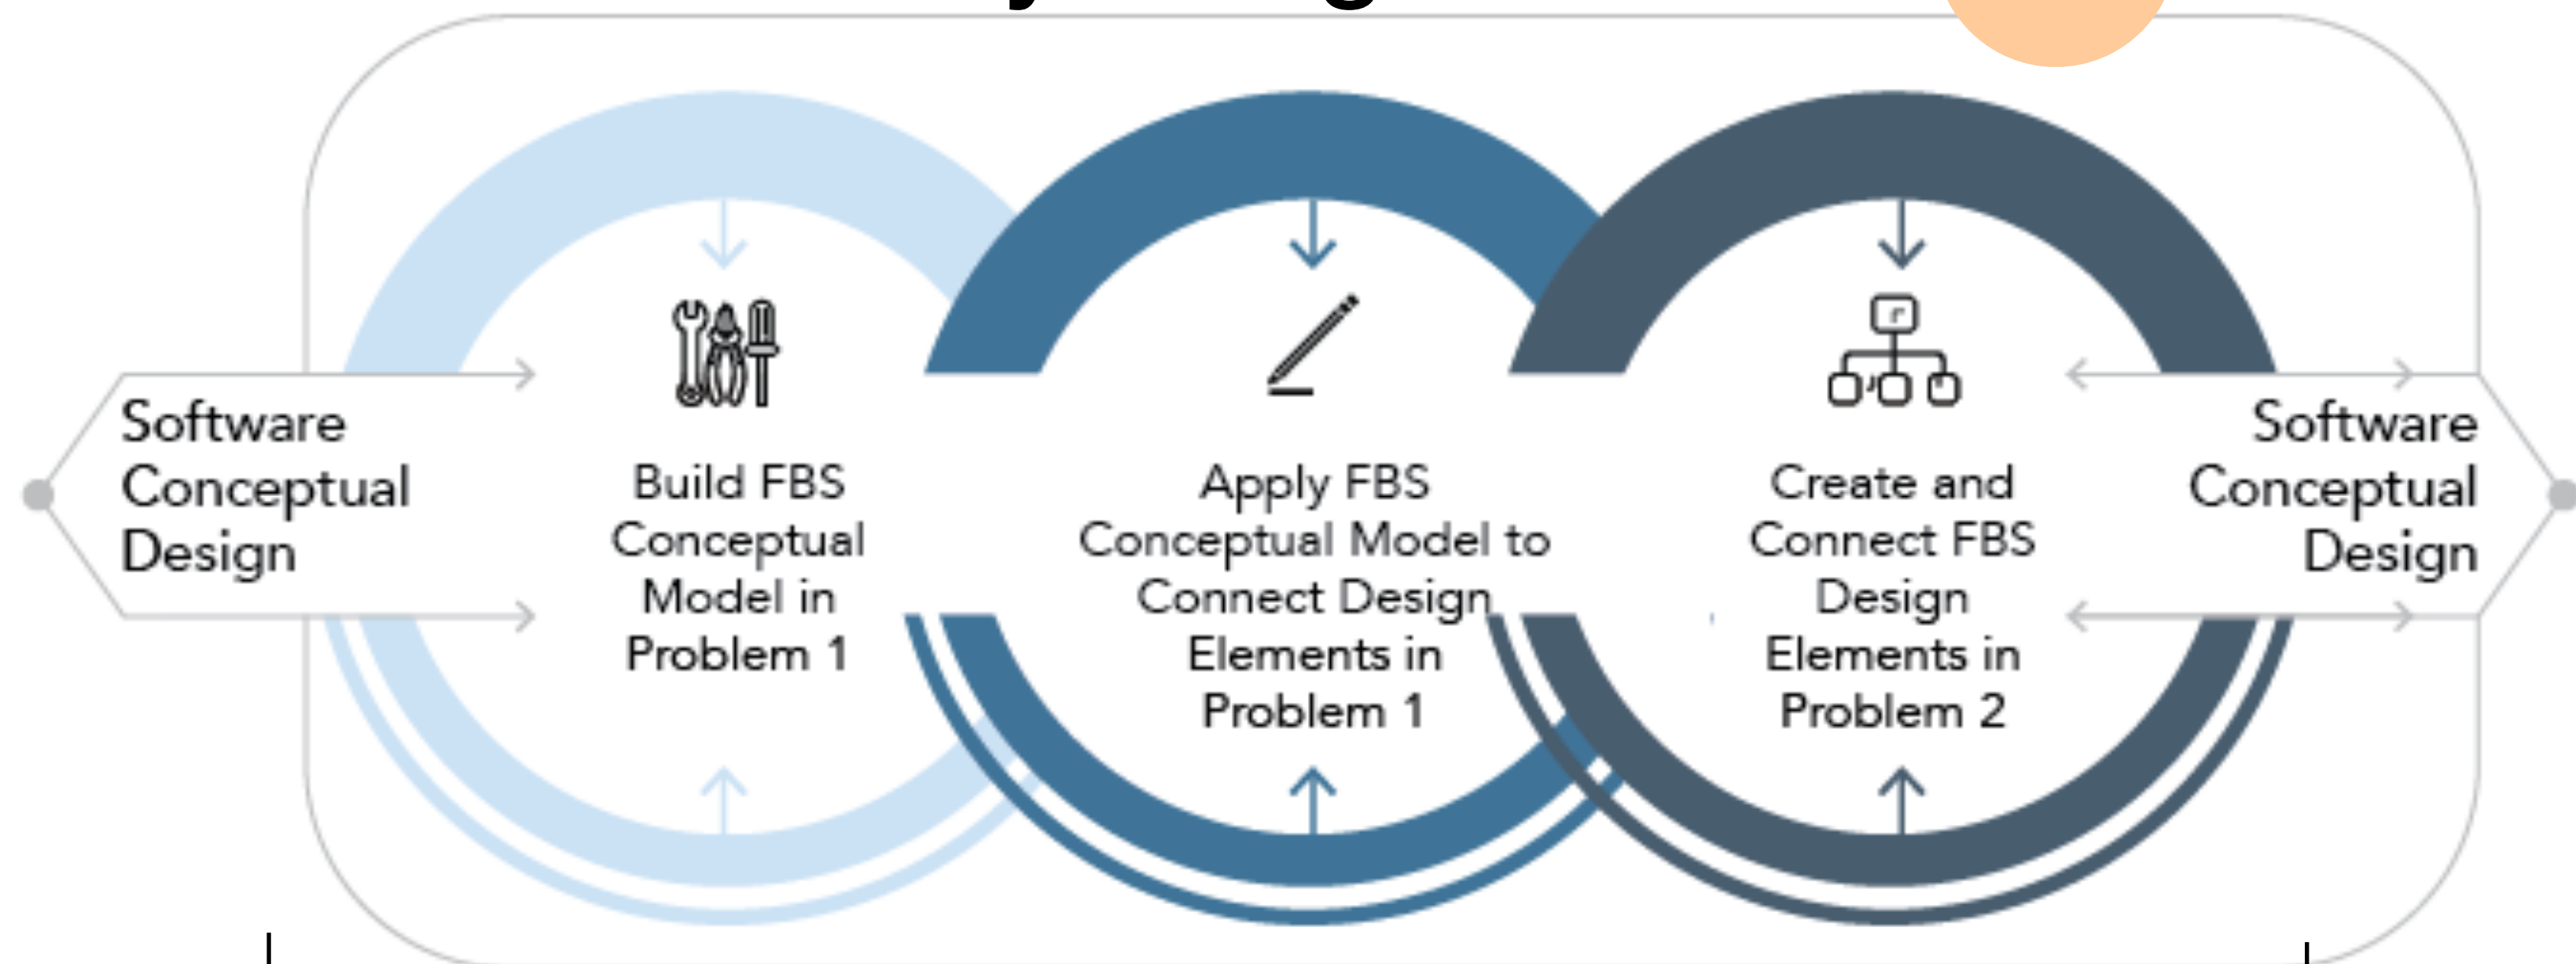 Software
Conceptual
Design
Build FBS
Conceptual
Model in
Problem 1
Apply FBS
Conceptual Model to
Connect Design
Elements in
Problem 1
Create and
Connect FBS
Design
Elements in
Problem 2
Software
Conceptual
Design